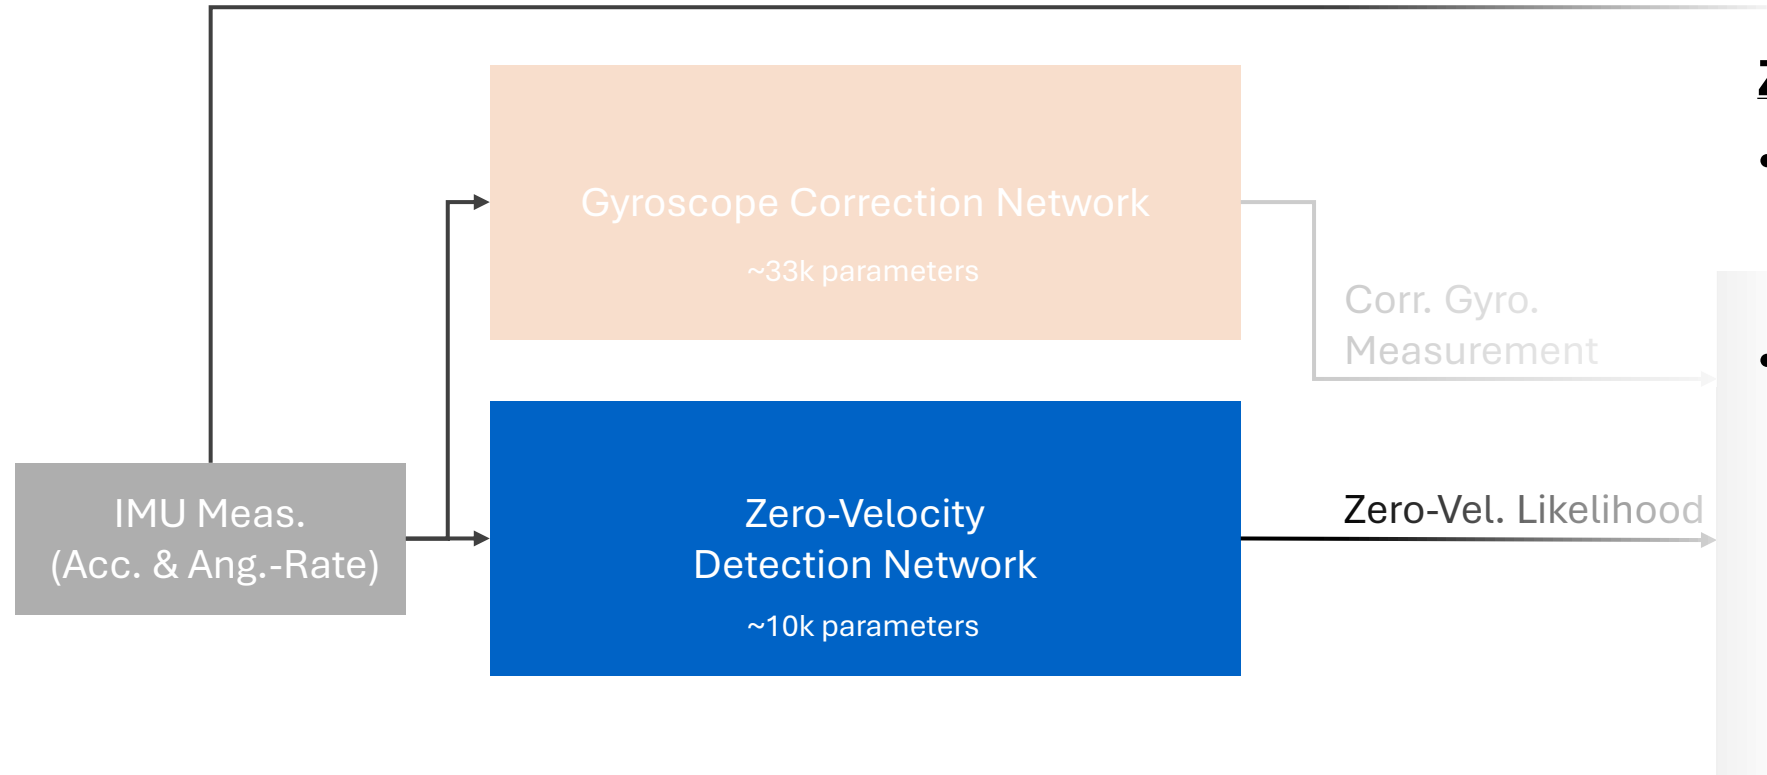 Gyroscope Correction Network
~33k parameters
Corr. Gyro.
Measurement
IMU Meas.
(Acc. & Ang.-Rate)
Zero-Velocity
Detection Network
~10k parameters
Zero-Vel. Likelihood